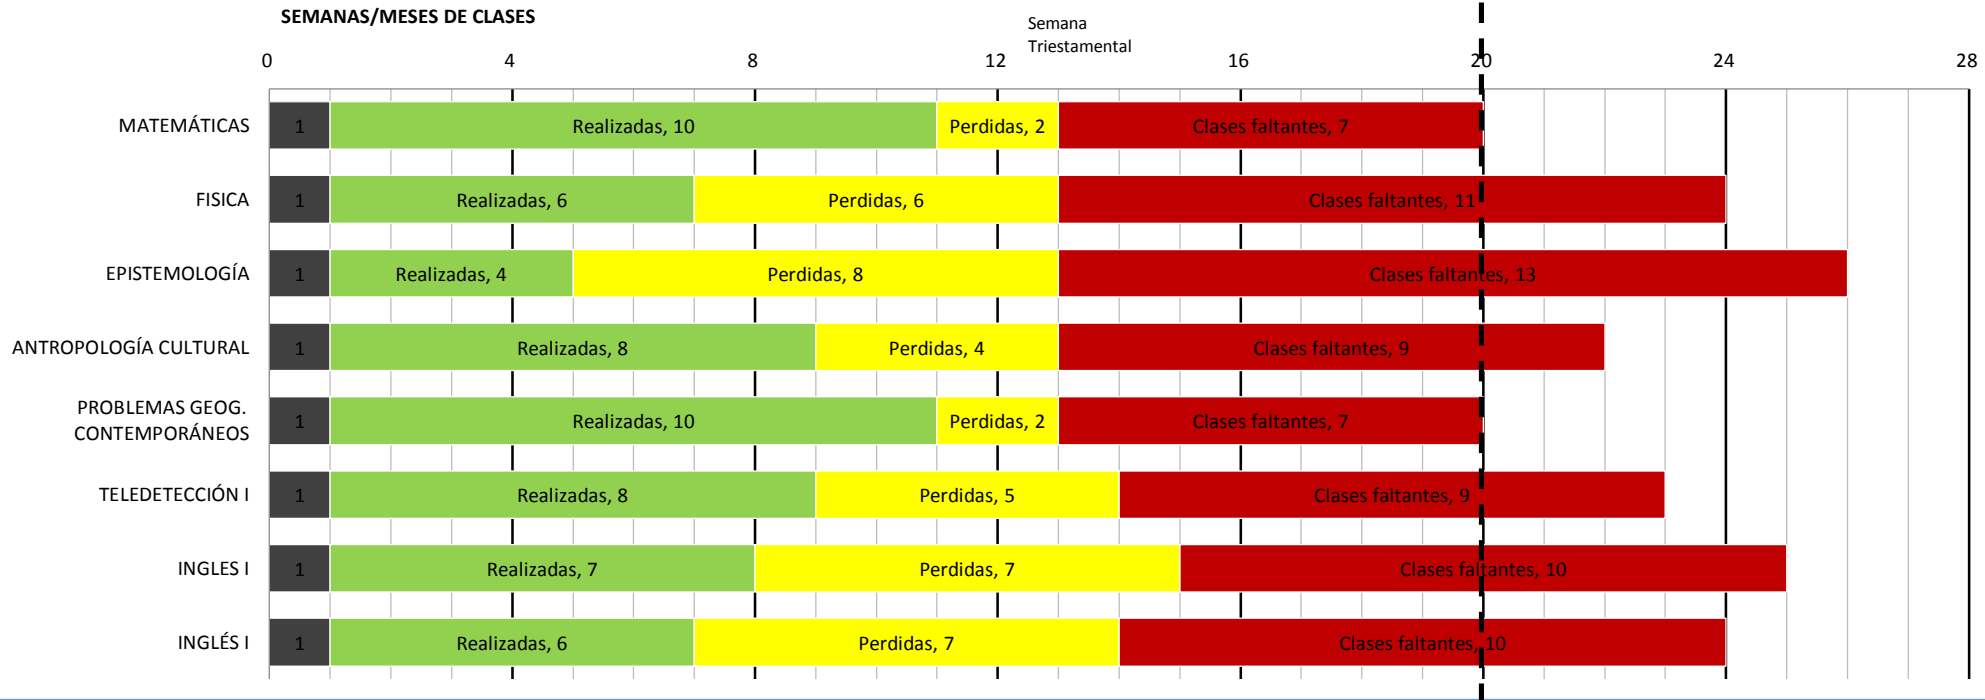 SEMANAS/MESES DE CLASES
Semana
Triestamental
0 4 8 12 16 20 24 28
MATEMÁTICAS 1 Realizadas, 10 Perdidas, 2 Clases faltantes, 7
FISICA 1 Realizadas, 6 Perdidas, 6 Clases faltantes, 11
EPISTEMOLOGÍA 1 Realizadas, 4 Perdidas, 8 Clases faltantes, 13
ANTROPOLOGÍA CULTURAL 1 Realizadas, 8 Perdidas, 4 Clases faltantes, 9
PROBLEMAS GEOG.
CONTEMPORÁNEOS 1 Realizadas, 10 Perdidas, 2 Clases faltantes, 7
TELEDETECCIÓN I 1 Realizadas, 8 Perdidas, 5 Clases faltantes, 9
INGLES I 1 Realizadas, 7 Perdidas, 7 Clases faltantes, 10
INGLÉS I 1 Realizadas, 6 Perdidas, 7 Clases faltantes, 10